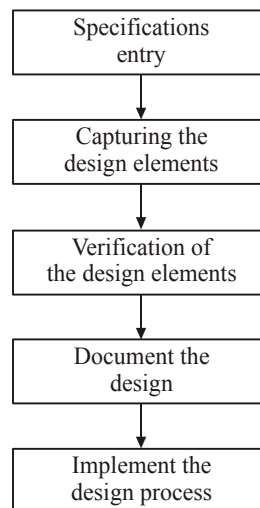 Specifications
entry
Capturing the
design elements
Verification of
the design elements
Document the
design
Implement the
design process